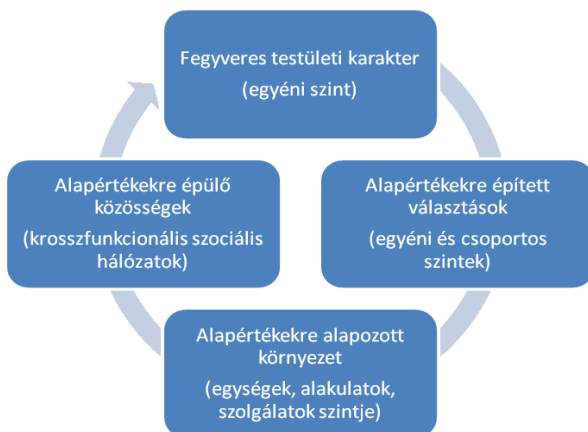 Fegyveres testületi karakter
(egyéni szint)
Alapértékekre épített
választások
(egyéni és csoportos
szintek)
Alapértékekre alapozott
környezet
(egységek, alakulatok,
szolgálatok szintje)
Alapértékekre épülő
közösségek
(krosszfunkcionális szociális
hálózatok)